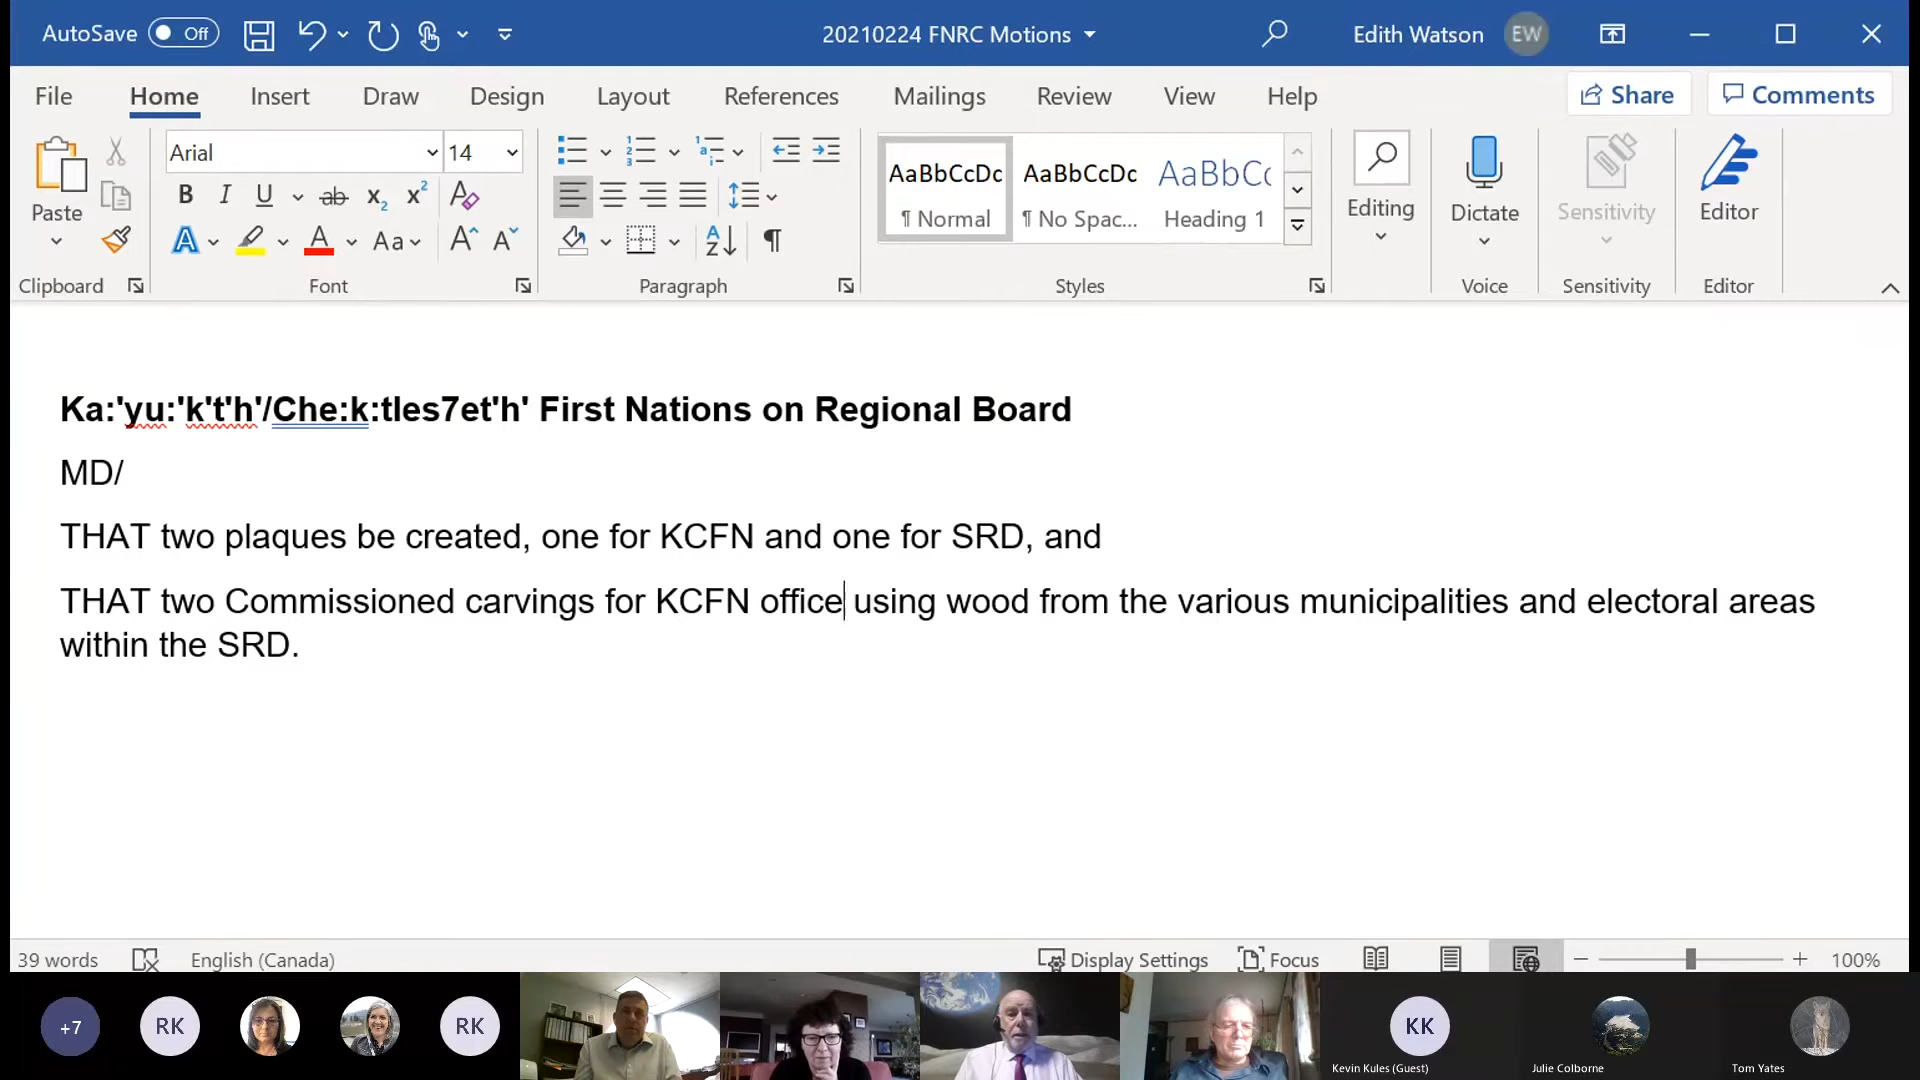 AutoSave Off 20210224 FNRC Motions Edith Watson EW
File Home Insert Draw Design Layout References Mailings Review View Help Share Comments
Arial 14
AaBbCcDc AaBbCcDc AaBbCc
Paste
B I U ab x₂ x² A
¶ Normal ¶ No Spac... Heading 1
Editing Dictate Sensitivity Editor
A A Aa A A A Z ¶
Clipboard Font Paragraph Styles Voice Sensitivity Editor
Ka:'yu:'k't'h'/Che:k:tles7et'h' First Nations on Regional Board
MD/
THAT two plaques be created, one for KCFN and one for SRD, and
THAT two Commissioned carvings for KCFN office using wood from the various municipalities and electoral areas
within the SRD.
39 words English (Canada) Display Settings Focus 100%
+7 RK RK KK
Kevin Kules (Guest) Julie Colborne Tom Yates